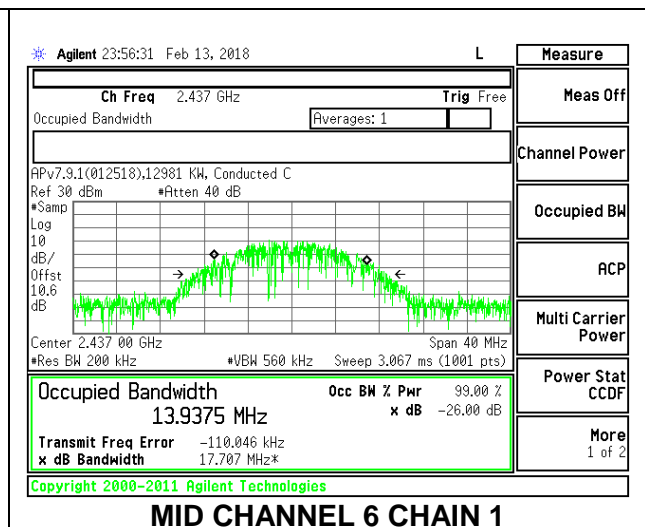 Agilent 23:56:31 Feb 13, 2018 L
Measure
Ch Freq 2.437 GHz Trig Free
Meas Off
Occupied Bandwidth Averages: 1
Channel Power
APv7.9.1(012518),12981 KW, Conducted C
Ref 30 dBm #Atten 40 dB
#Samp
Log
10
dB/
Offst
10.6
dB
Occupied BW
ACP
Multi Carrier
Power
Center 2.437 00 GHz Span 40 MHz
#Res BW 200 kHz #VBW 560 kHz Sweep 3.067 ms (1001 pts)
Occupied Bandwidth Occ BW % Pwr 99.00 %
13.9375 MHz x dB -26.00 dB
Transmit Freq Error -110.046 kHz
x dB Bandwidth 17.707 MHz*
Power Stat
CCDF
More
1 of 2
Copyright 2000-2011 Agilent Technologies
MID CHANNEL 6 CHAIN 1